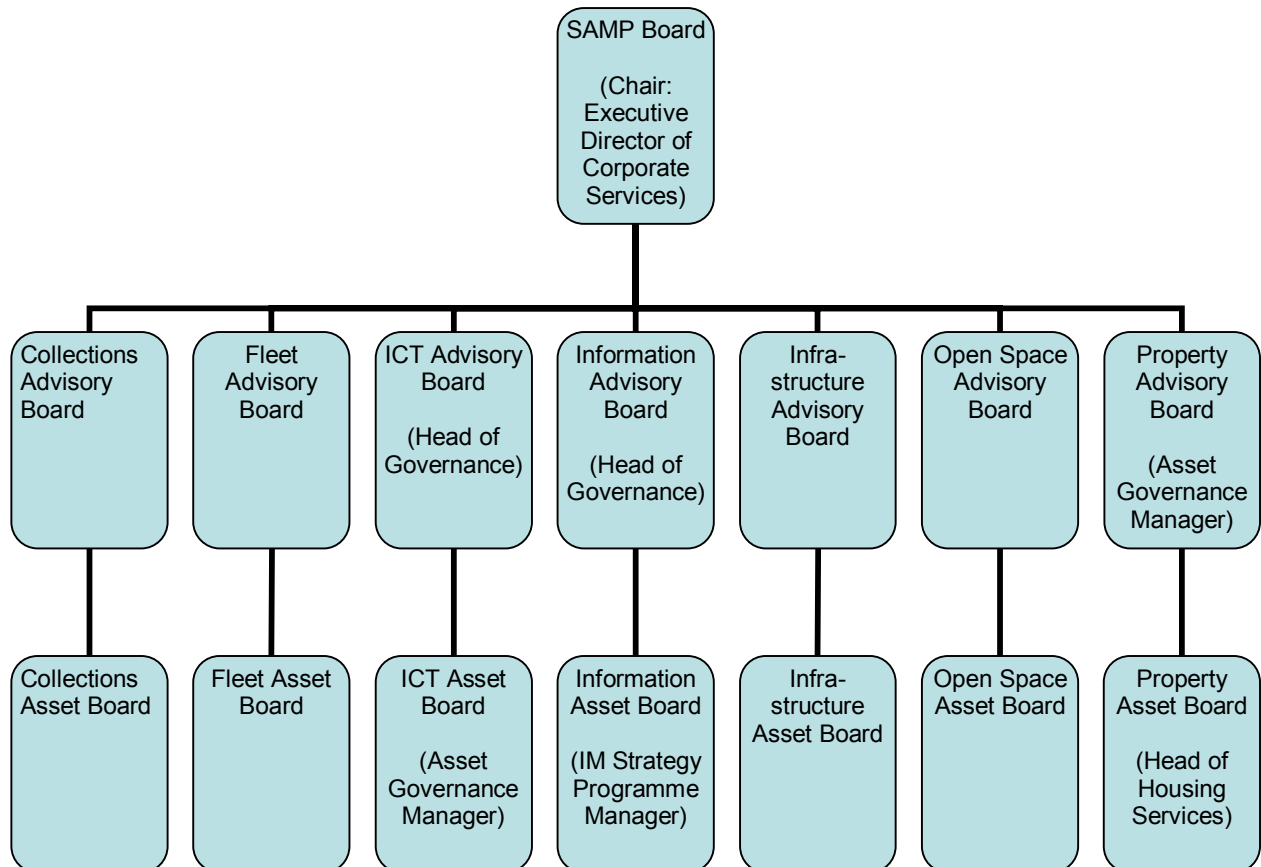 SAMP Board
(Chair:
Executive
Director of
Corporate
Services)
Collections
Advisory
Board
Fleet
Advisory
Board
ICT Advisory
Board
(Head of
Governance)
Information
Advisory
Board
(Head of
Governance)
Infra-
structure
Advisory
Board
Open Space
Advisory
Board
Property
Advisory
Board
(Asset
Governance
Manager)
Collections
Asset Board
Fleet Asset
Board
ICT Asset
Board
(Asset
Governance
Manager)
Information
Asset Board
(IM Strategy
Programme
Manager)
Infra-
structure
Asset Board
Open Space
Asset Board
Property
Asset Board
(Head of
Housing
Services)